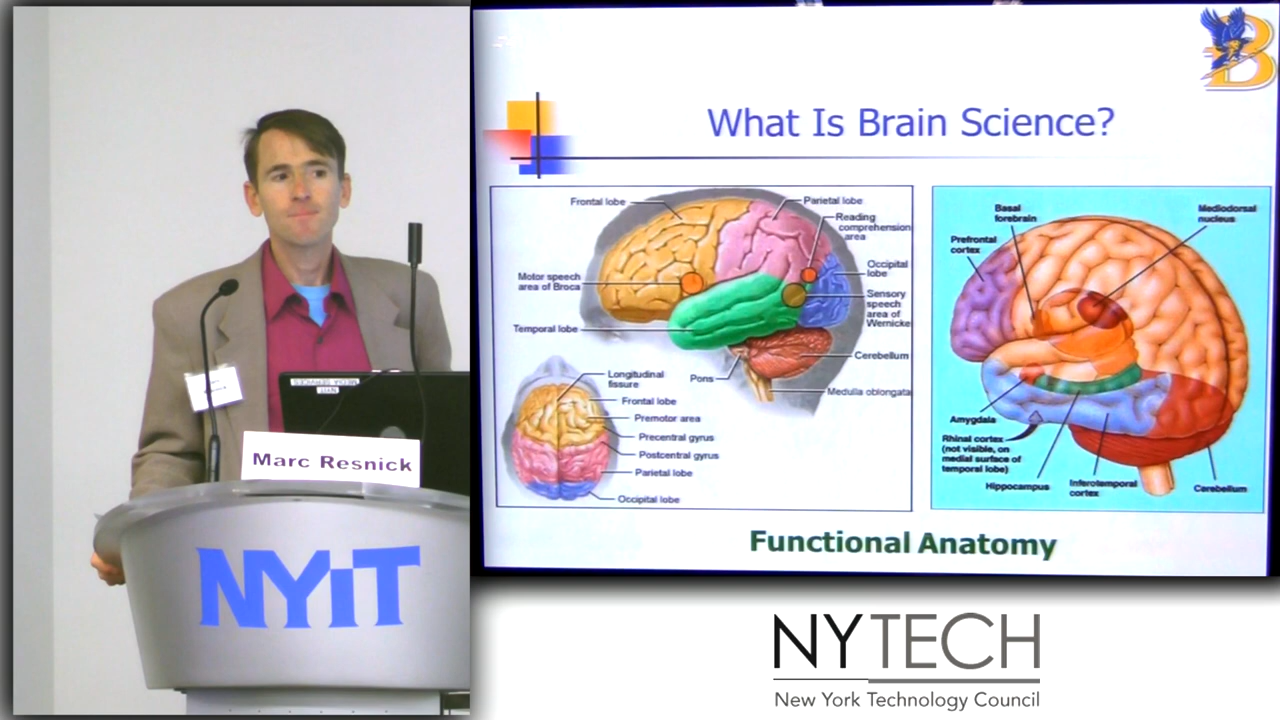 MEDIA SERVICES
NYIT
Marc Resnick
NYiT
B
What Is Brain Science?
Frontal lobe
Parietal lobe
Reading
comprehension
area
Motor speech
area of Broca
Occipital
lobe
Sensory
speech
area of
Wernicke
Temporal lobe
Cerebellum
Pons
Medulla oblongata
Longitudinal
fissure
Frontal lobe
Premotor area
Precentral gyrus
Postcentral gyrus
Parietal lobe
Occipital lobe
Basal
forebrain
Mediodorsal
nucleus
Prefrontal
cortex
Amygdala
Rhinal cortex
(not visible, on
medial surface of
temporal lobe)
Hippocampus
Inferotemporal
cortex
Cerebellum
Functional Anatomy
NYTECH
New York Technology Council